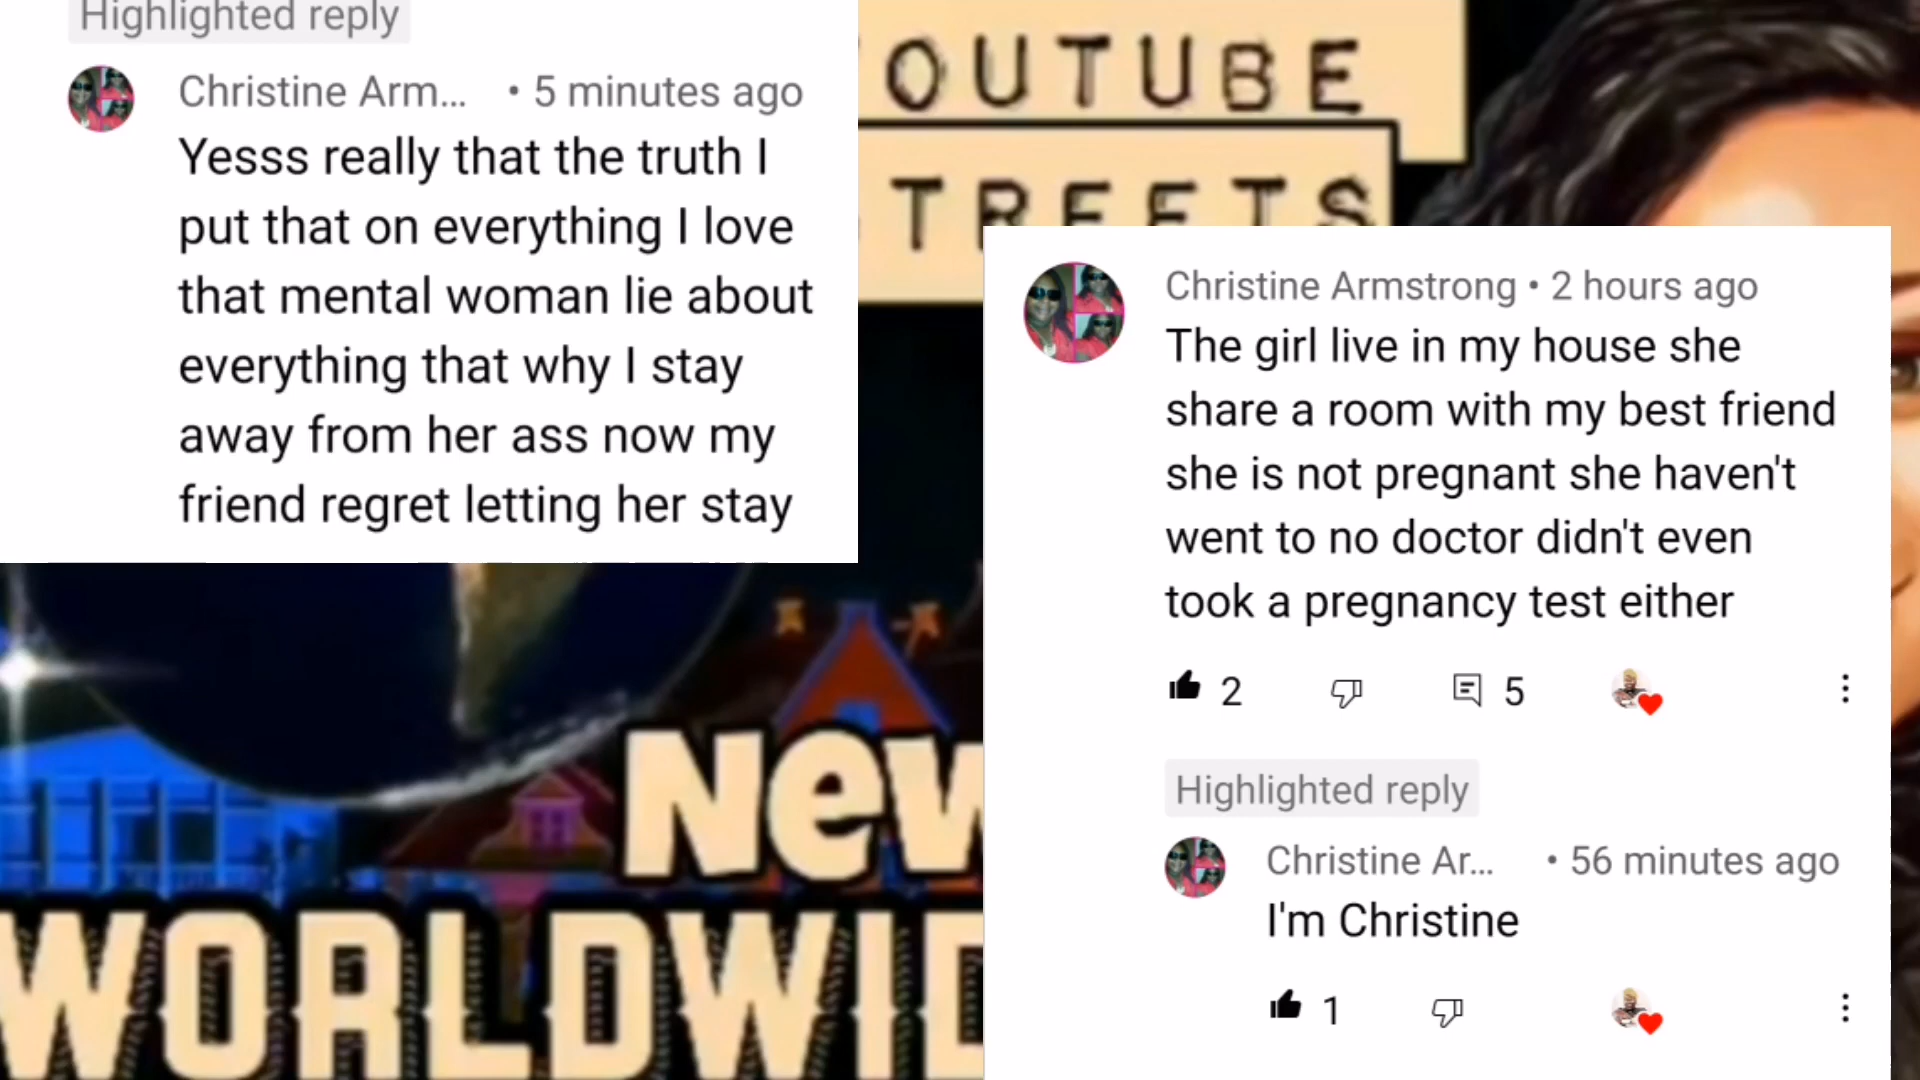 Highlighted reply
Christine Arm... • 5 minutes ago
Yesss really that the truth I
put that on everything I love
that mental woman lie about
everything that why I stay
away from her ass now my
friend regret letting her stay
OUTUBE
TREETS
Christine Armstrong • 2 hours ago
The girl live in my house she
share a room with my best friend
she is not pregnant she haven't
went to no doctor didn't even
took a pregnancy test either
2 5
Highlighted reply
Christine Ar... • 56 minutes ago
I'm Christine
1
New
WORLDWID